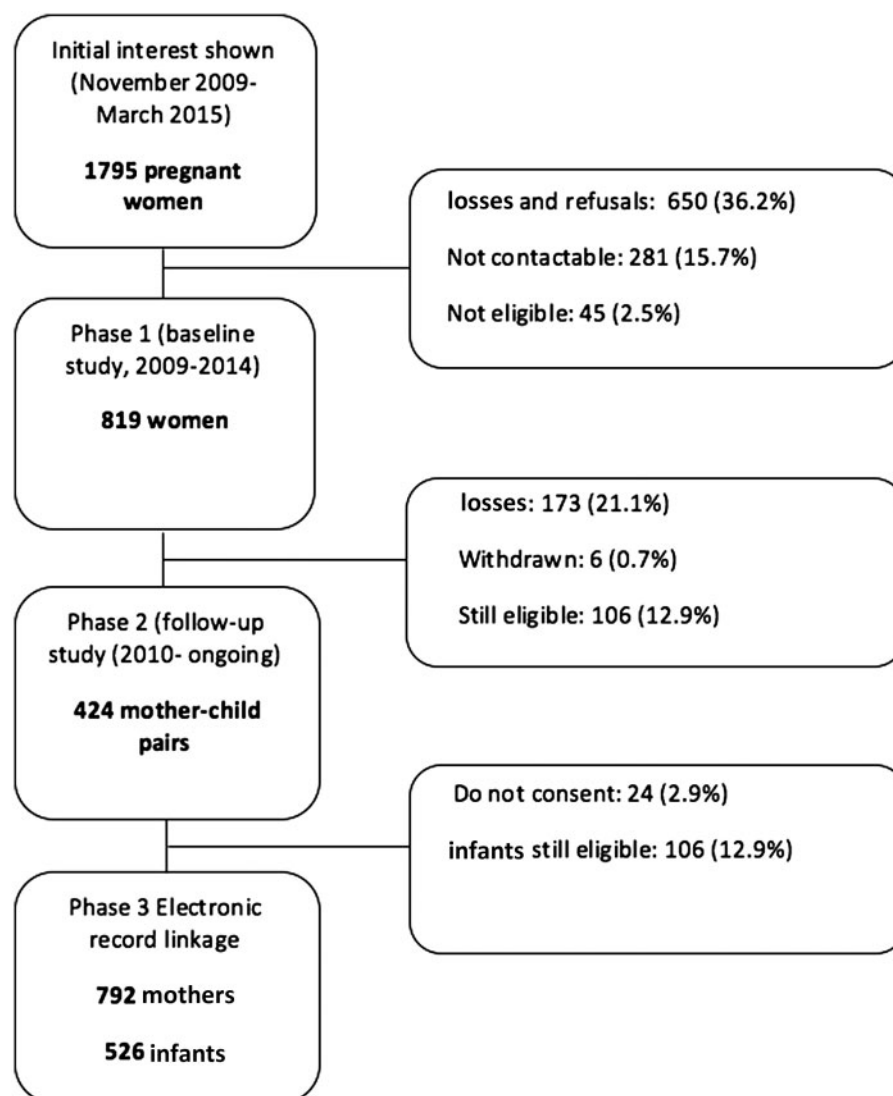 Initial interest shown
(November 2009-
March 2015)
1795 pregnant
women
losses and refusals: 650 (36.2%)
Not contactable: 281 (15.7%)
Not eligible: 45 (2.5%)
Phase 1 (baseline
study, 2009-2014)
819 women
losses: 173 (21.1%)
Withdrawn: 6 (0.7%)
Still eligible: 106 (12.9%)
Phase 2 (follow-up
study (2010- ongoing)
424 mother-child
pairs
Do not consent: 24 (2.9%)
infants still eligible: 106 (12.9%)
Phase 3 Electronic
record linkage
792 mothers
526 infants